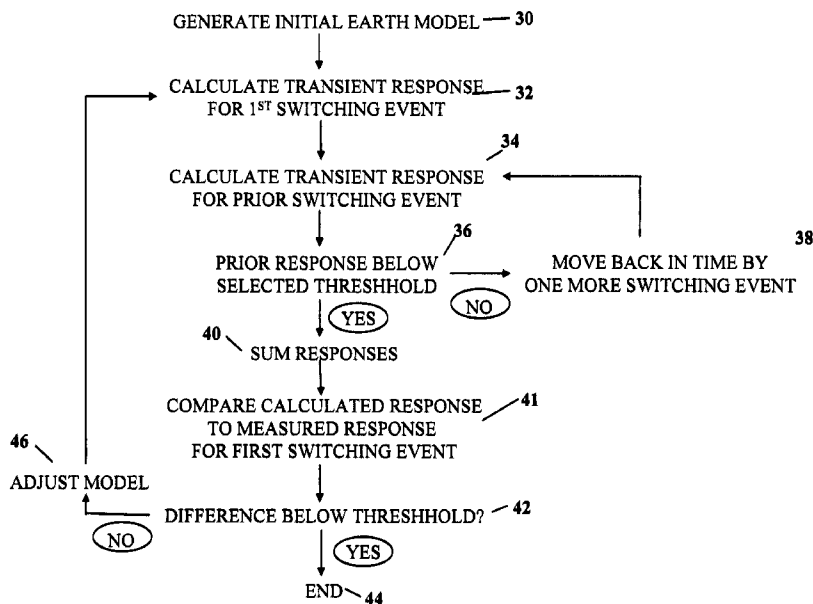 GENERATE INITIAL EARTH MODEL 30
CALCULATE TRANSIENT RESPONSE
FOR 1ST SWITCHING EVENT
32
34
CALCULATE TRANSIENT RESPONSE
FOR PRIOR SWITCHING EVENT
36
PRIOR RESPONSE BELOW
SELECTED THRESHHOLD
38
MOVE BACK IN TIME BY
ONE MORE SWITCHING EVENT
NO
YES
40
SUM RESPONSES
COMPARE CALCULATED RESPONSE
TO MEASURED RESPONSE
FOR FIRST SWITCHING EVENT
41
46
ADJUST MODEL
DIFFERENCE BELOW THRESHHOLD? 42
NO
YES
END 44